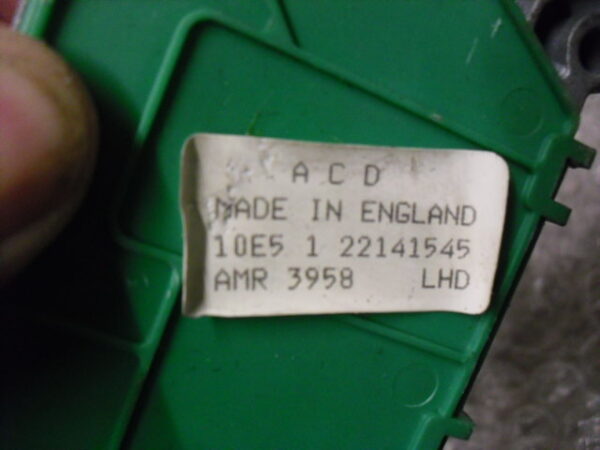 A C D
MADE IN ENGLAND
10E5 1 22141545
AMR 3958 LHD